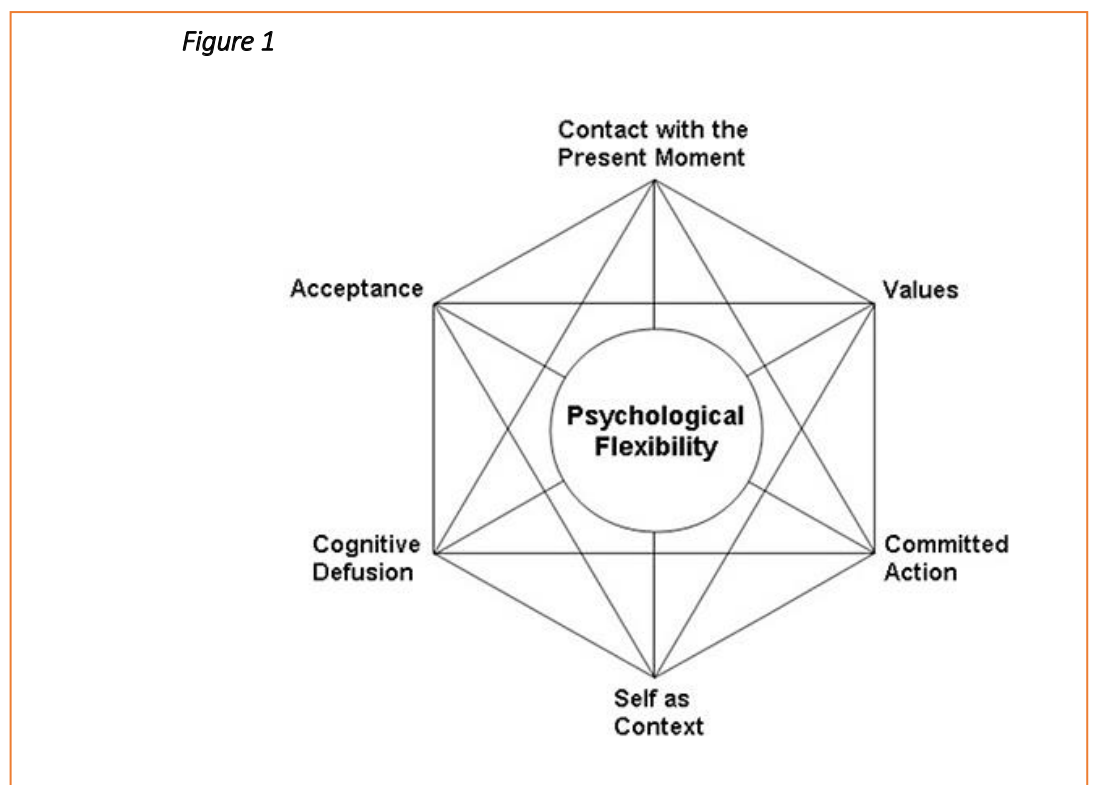 Figure 1
Contact with the
Present Moment
Acceptance
Values
Psychological
Flexibility
Cognitive
Defusion
Committed
Action
Self as
Context